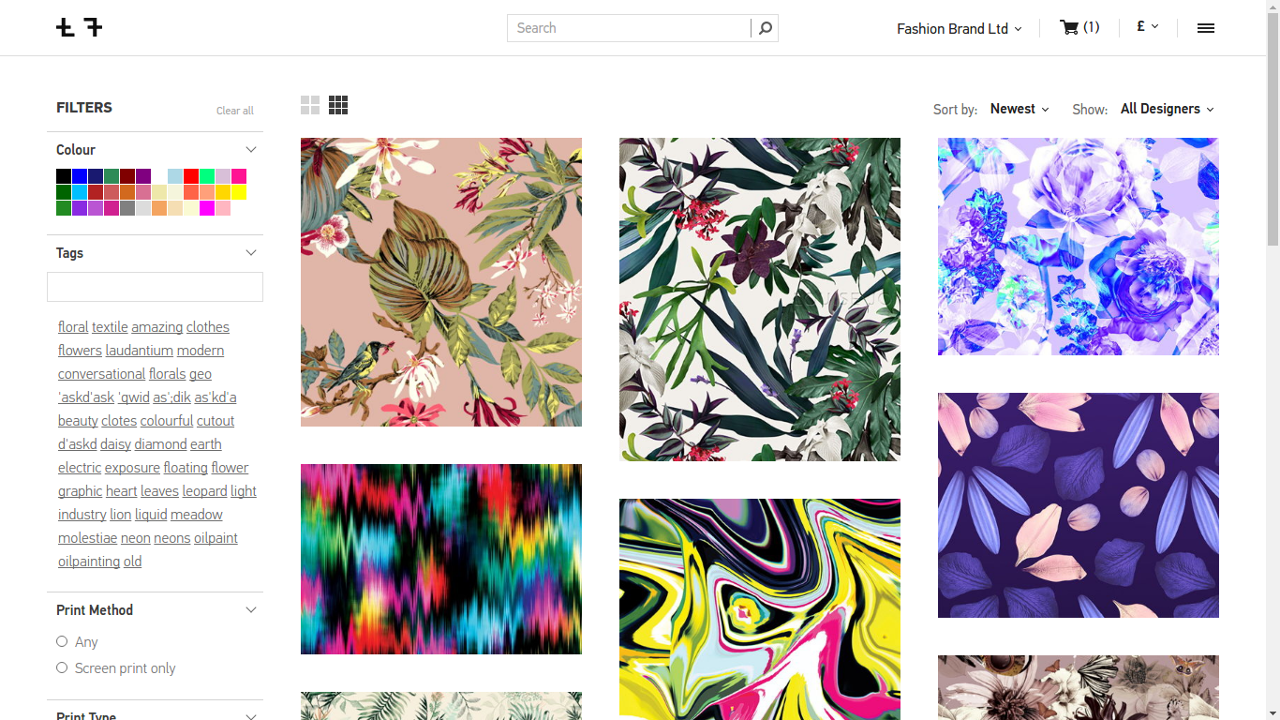 Search
Fashion Brand Ltd
(1)
£
FILTERS
Clear all
Sort by: Newest
Show: All Designers
Colour
Tags
floral textile amazing clothes
flowers laudantium modern
conversational florals geo
'askd'ask 'qwid as';dik as'kd'a
beauty clotes colourful cutout
d'askd daisy diamond earth
electric exposure floating flower
graphic heart leaves leopard light
industry lion liquid meadow
molestiae neon neons oilpaint
oilpainting old
Print Method
Any
Screen print only
Print Type